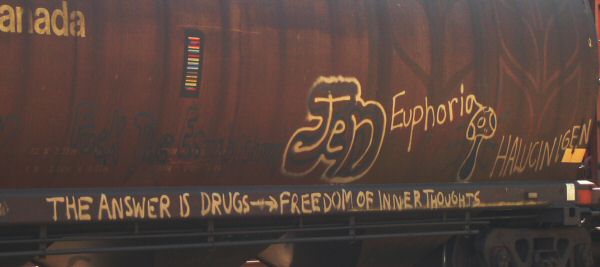 anada
Jen
Euphoria
HALUCINIGEN
THE ANSWER IS DRUGS→FREEDOM OF INNER THOUGHTS